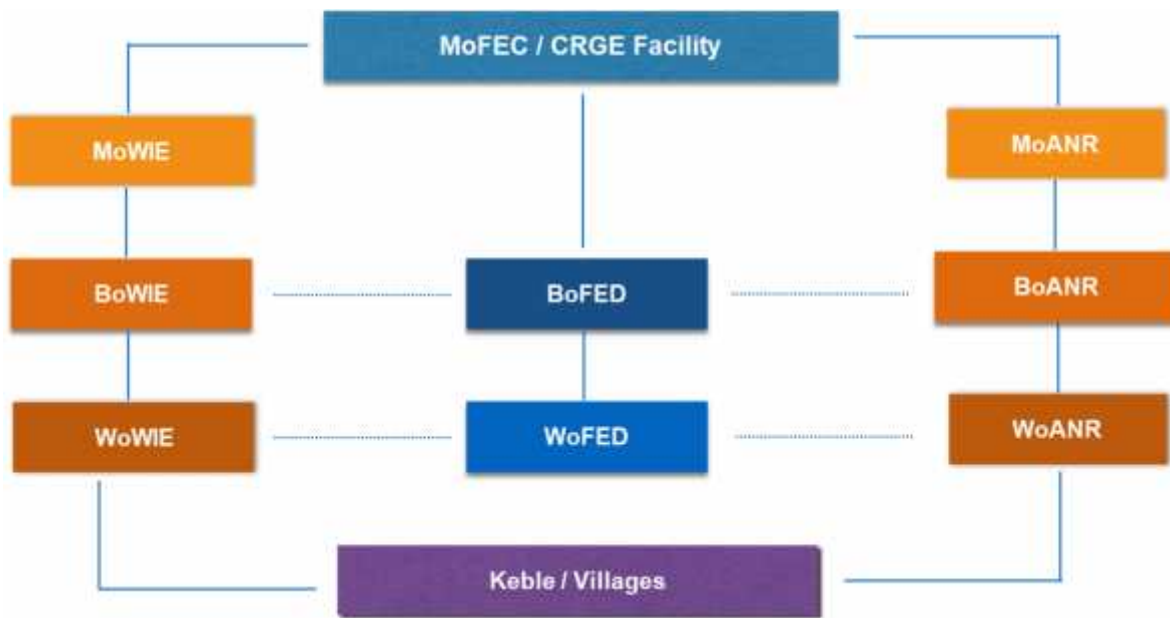 MoFEC / CRGE Facility
MoWIE
MoANR
BoWIE
BoFED
BoANR
WoWIE
WoFED
WoANR
Keble / Villages